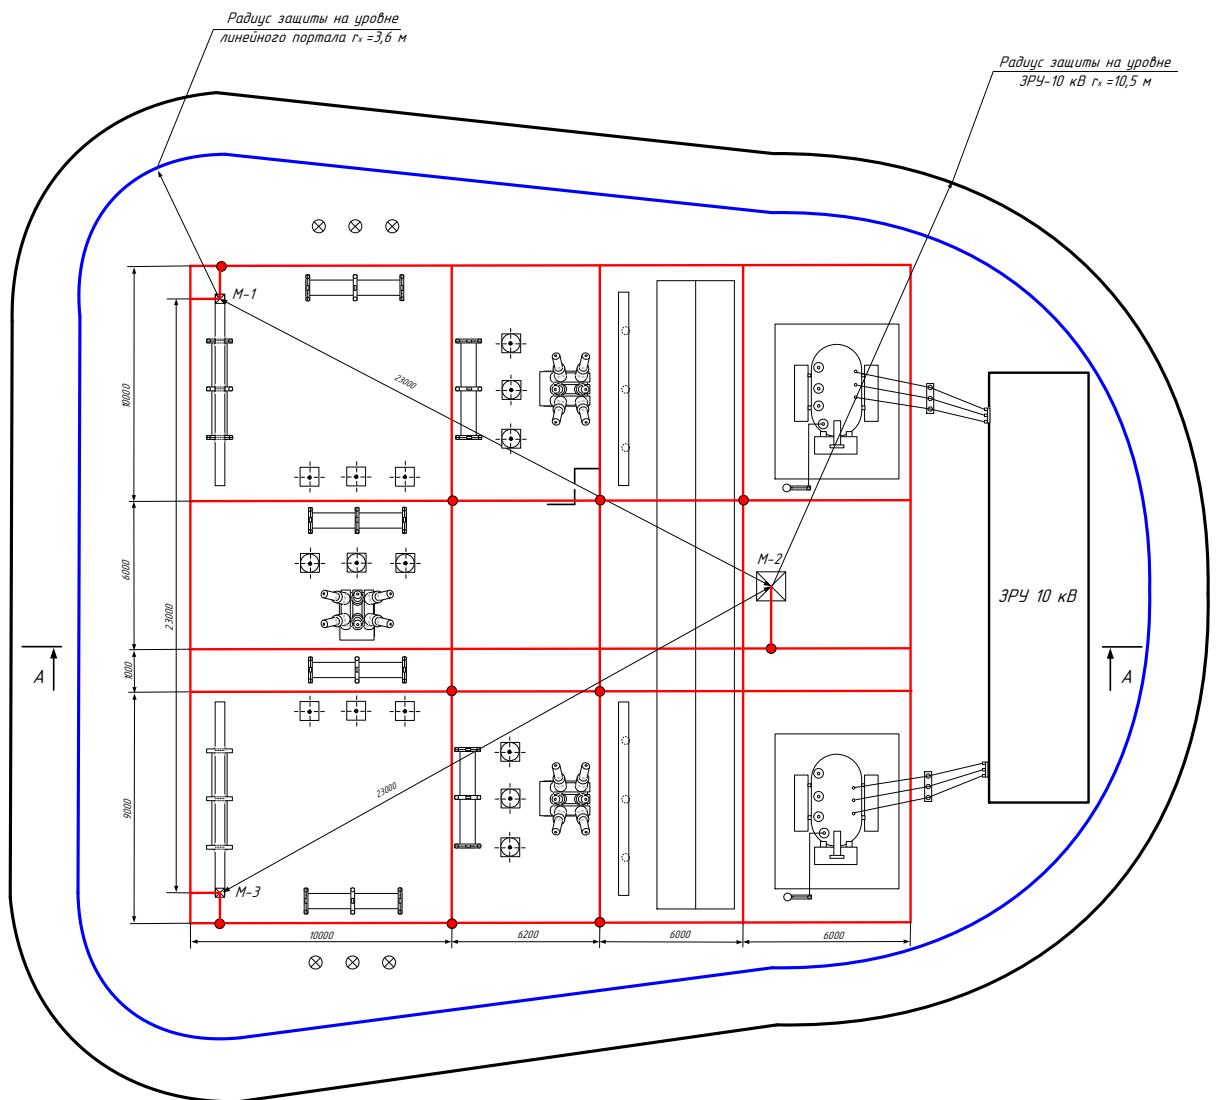 Радиус защиты на уровне
линейного портала rₓ =3,6 м
Радиус защиты на уровне
ЗРУ-10 кВ rₓ =10,5 м
М-1
23000
10000
М-2
6000
ЗРУ 10 кВ
23000
А
А
1000
23000
9000
М-3
10000
6200
6000
6000